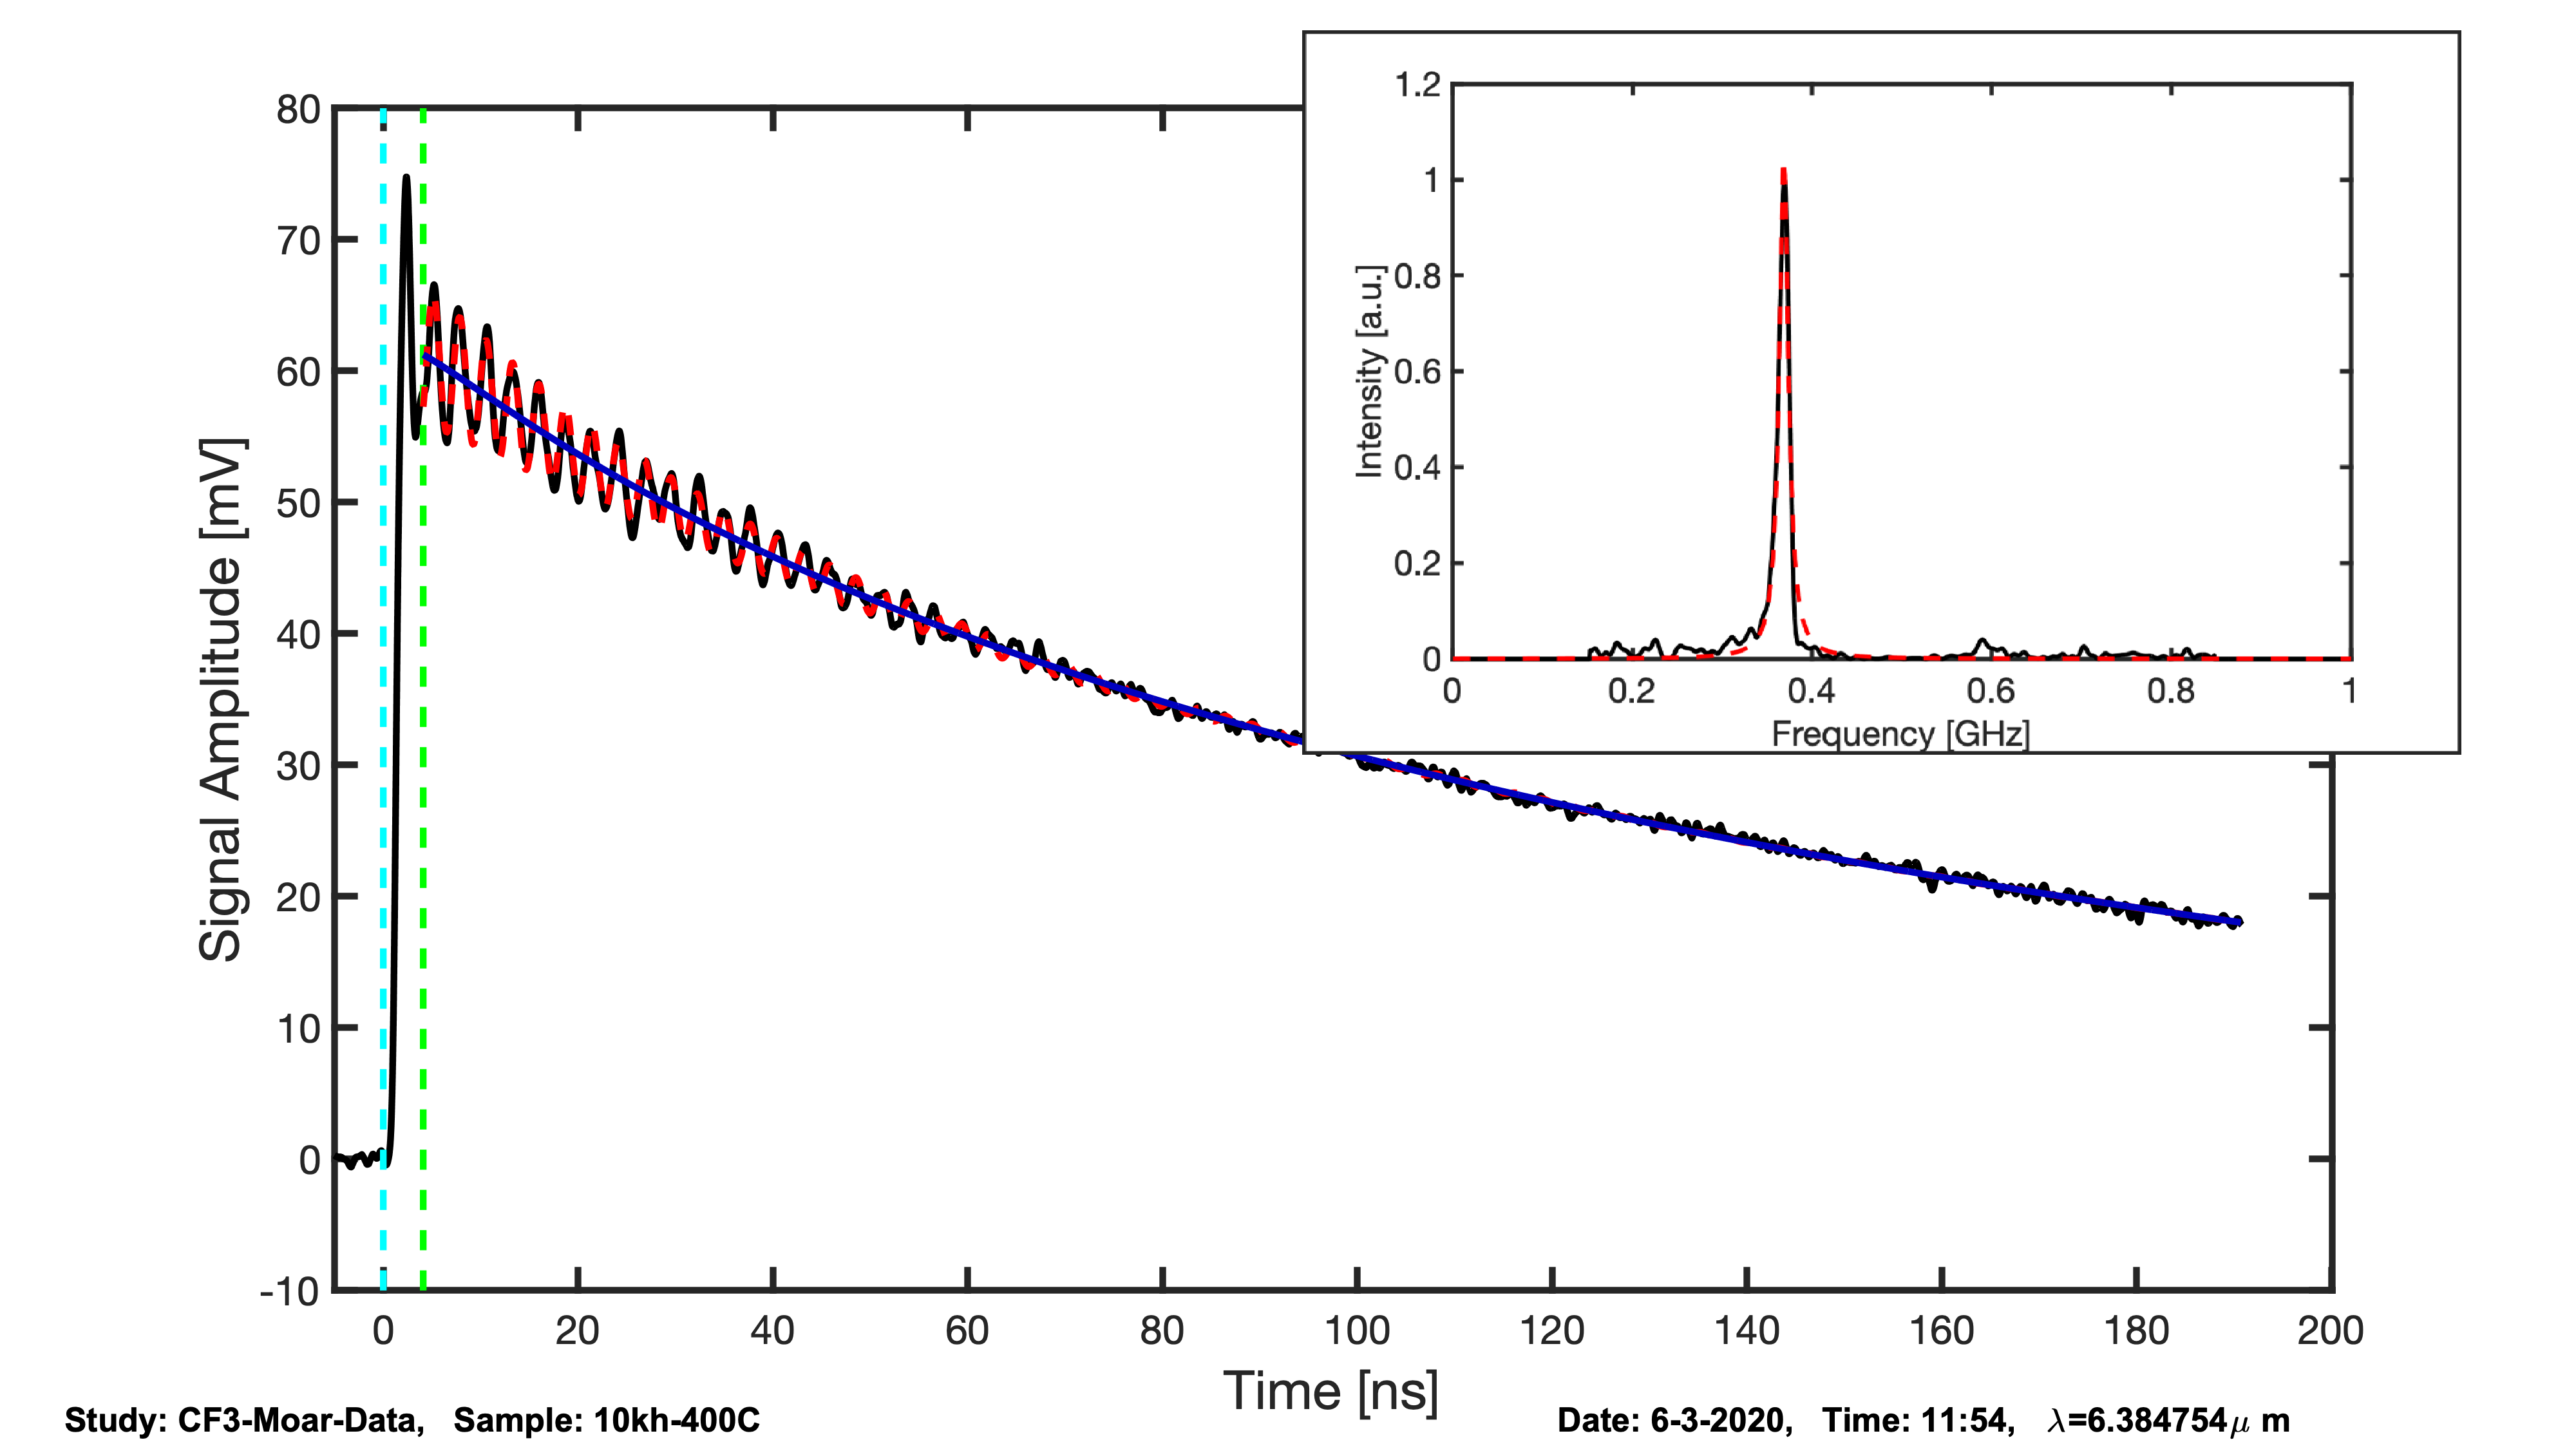 1.2
1
0.8
0.6
0.4
0.2
0
0 0.2 0.4 0.6 0.8 1
Intensity [a.u.]
Frequency [GHz]
80
70
60
50
40
30
20
10
0
-10
Signal Amplitude [mV]
0 20 40 60 80 100 120 140 160 180 200
Time [ns]
Study: CF3-Moar-Data, Sample: 10kh-400C
Date: 6-3-2020, Time: 11:54, λ=6.384754μ m